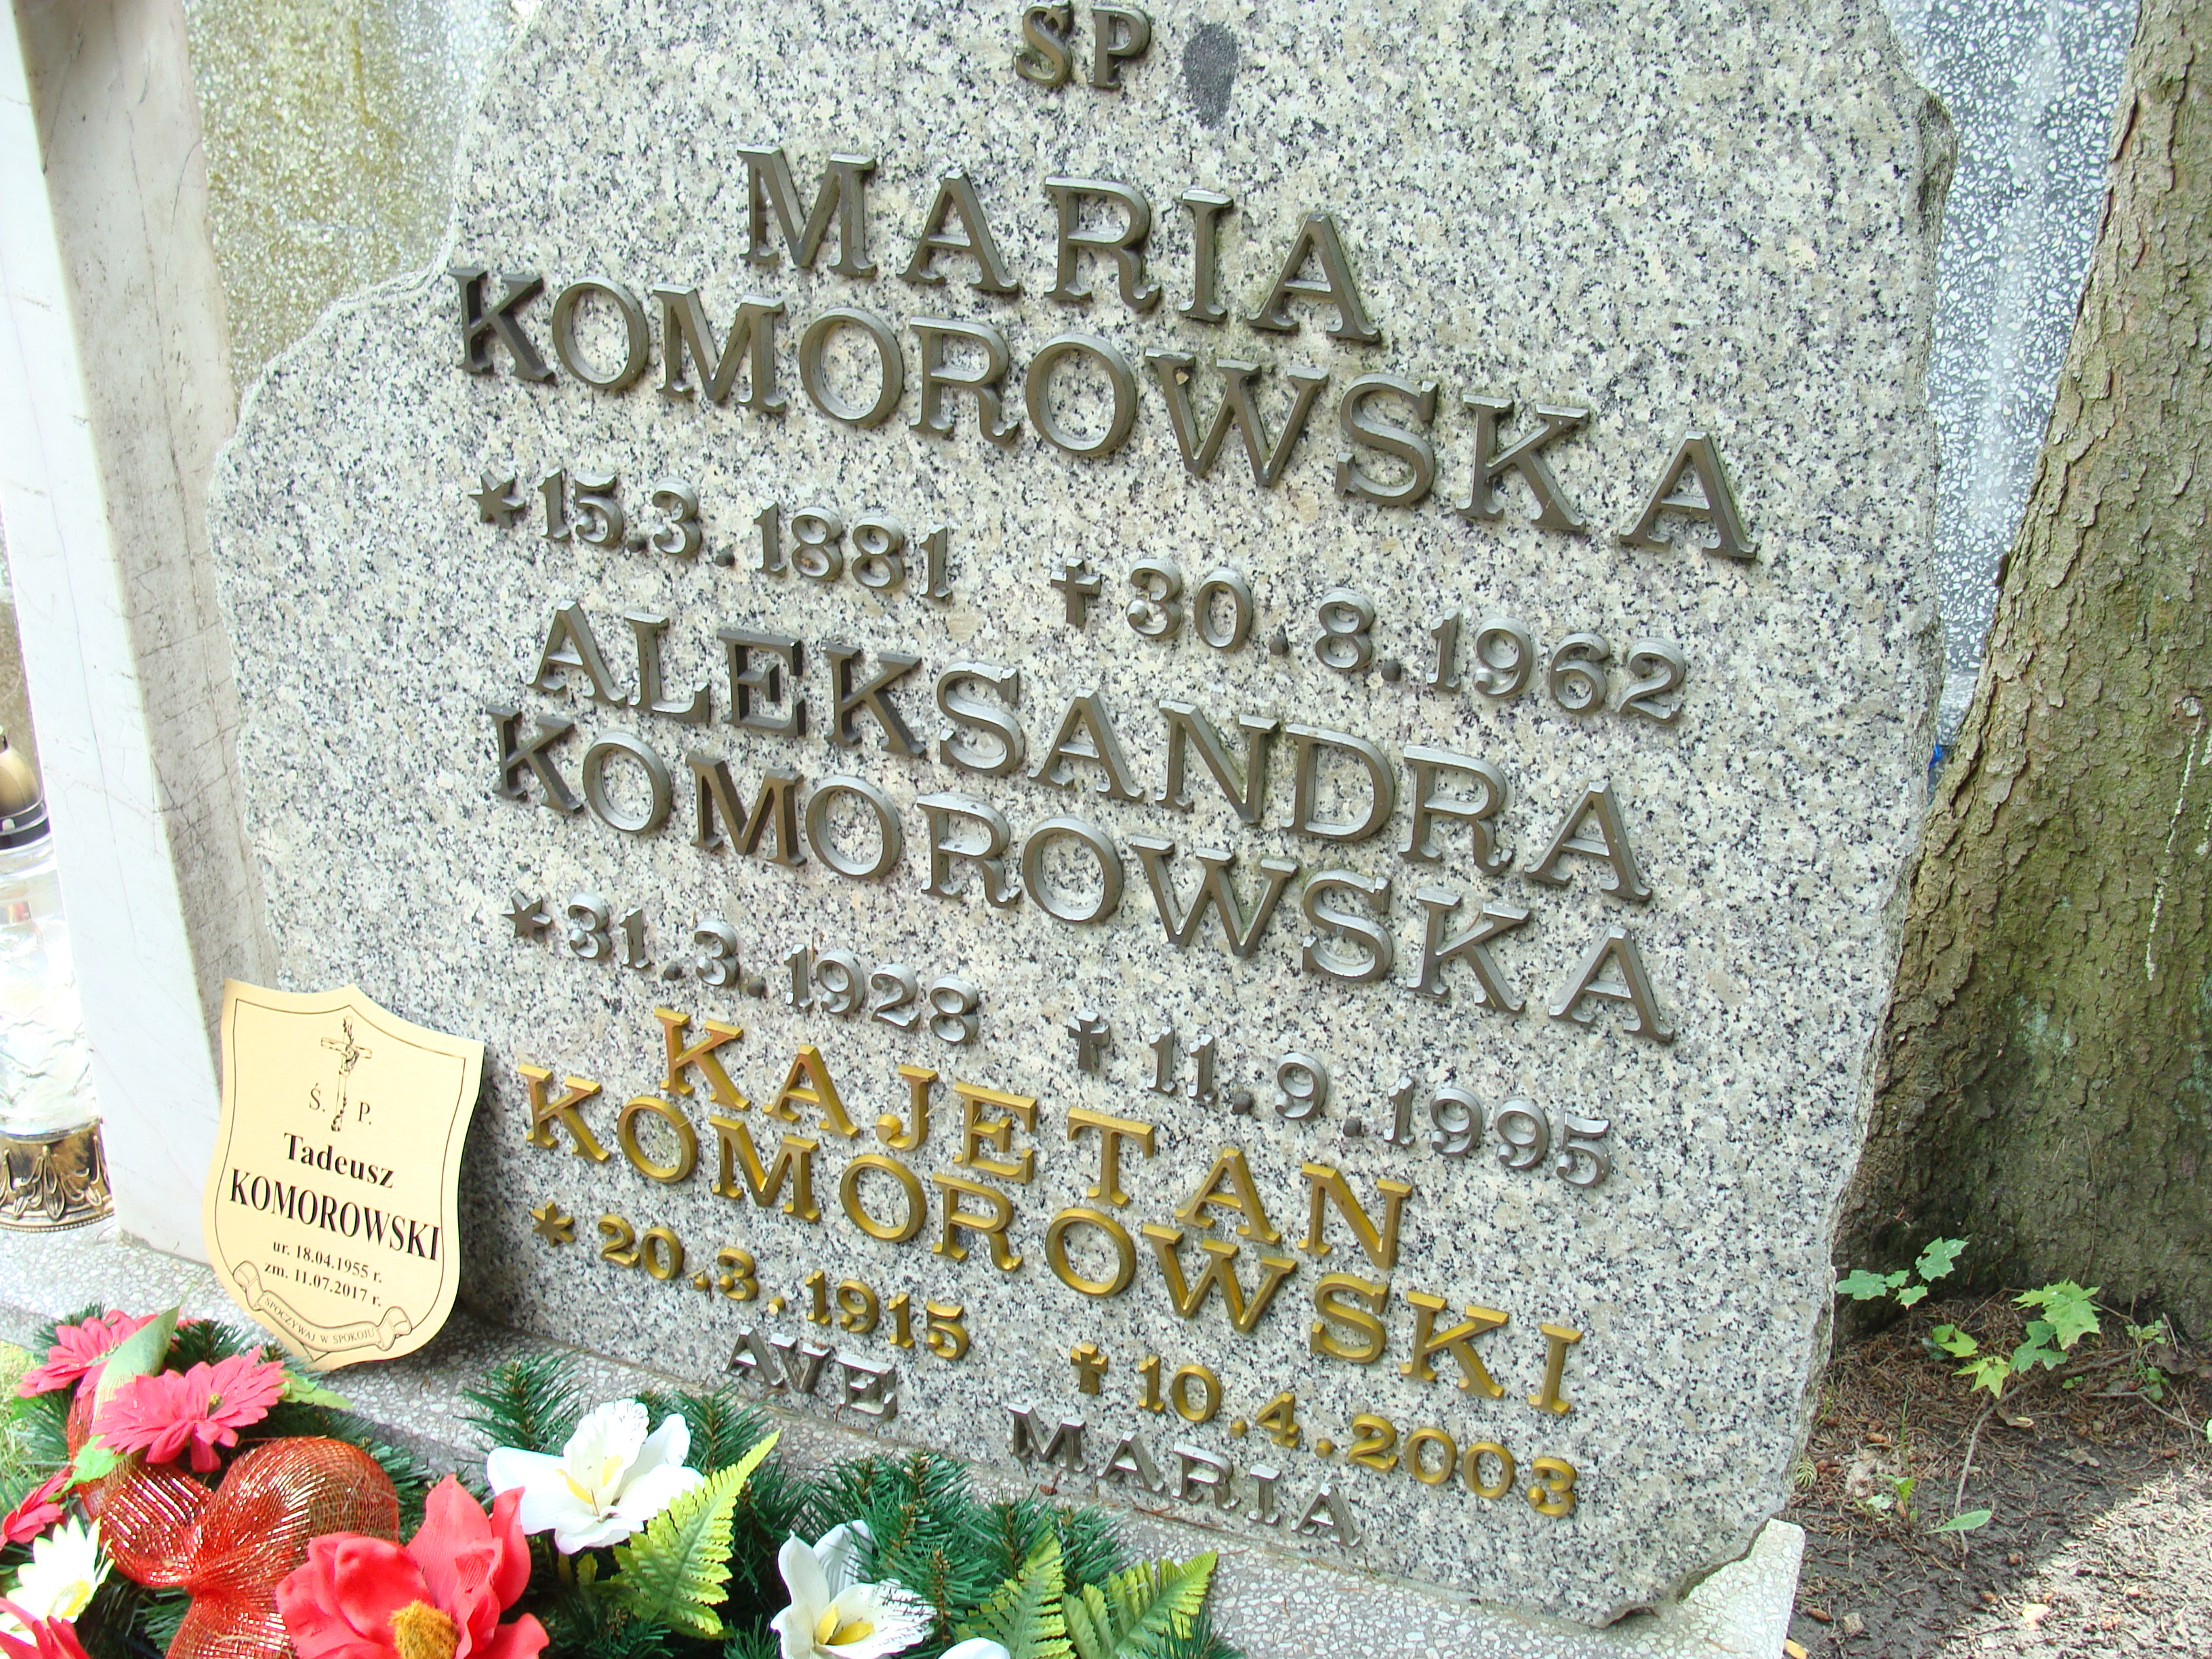 SP
MARIA
KOMOROWSKA
★15.3.1881 ✝30.8.1962
ALEKSANDRA
KOMOROWSKA
★31.3.1928 ✝11.9.1995
KAJETAN
KOMOROWSKI
★20.3.1915 ✝10.4.2003
AVE MARIA
Ś. P.
Tadeusz
KOMOROWSKI
ur. 18.04.1955 r.
zm. 11.07.2017 r.
SPOCZYWAJ W SPOKOJU